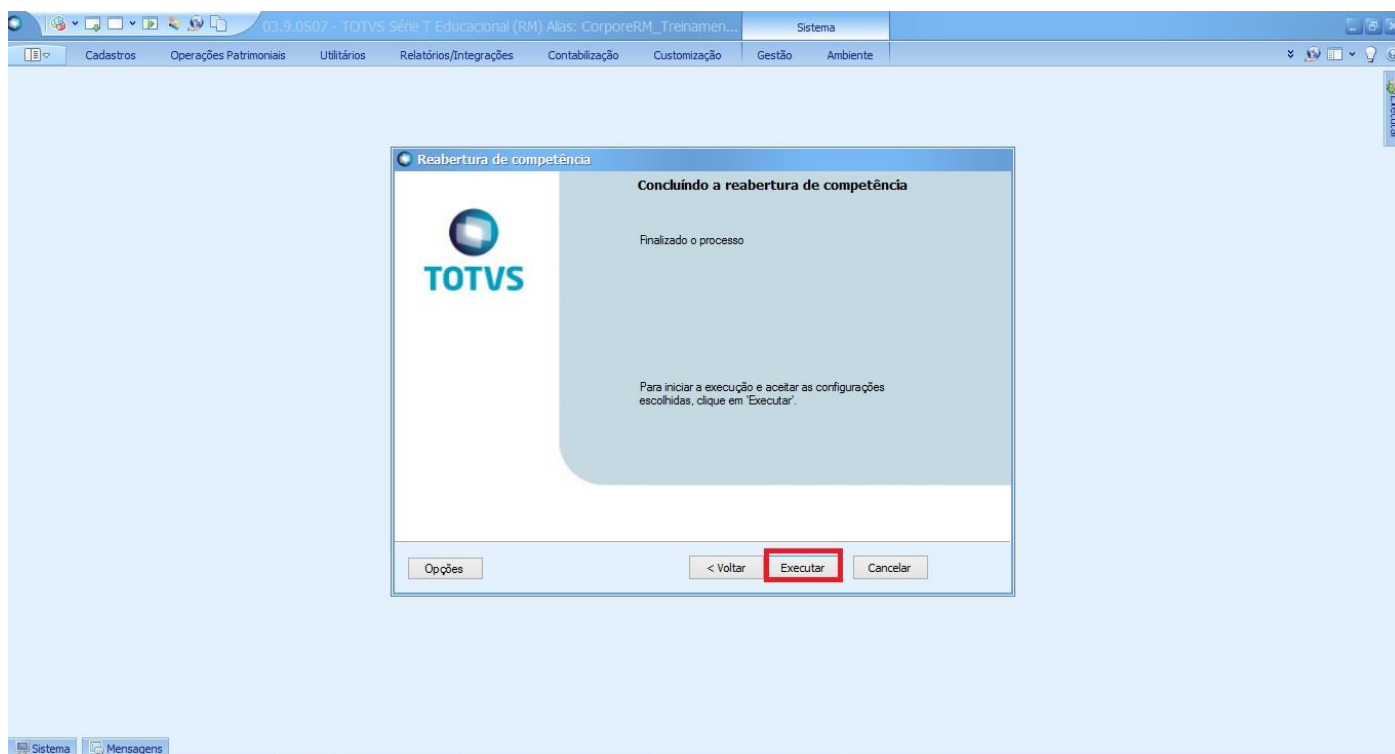 03.9.0507 - TOTVS Série T Educacional (RM) Alias: CorporeRM_Treinamen...
Sistema
Cadastros
Operações Patrimoniais
Utilitários
Relatórios/Integrações
Contabilização
Customização
Gestão
Ambiente
Executar
Reabertura de competência
Concluíndo a reabertura de competência
Finalizado o processo
TOTVS
Para iniciar a execução e aceitar as configurações
escolhidas, clique em 'Executar'.
Opções
< Voltar
Executar
Cancelar
Sistema
Mensagens